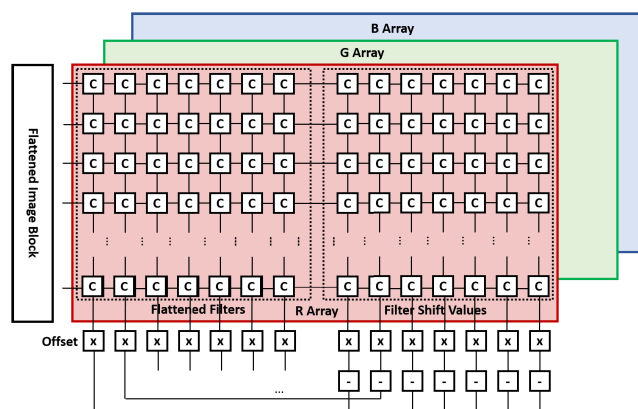 B Array
G Array
Flattened Image Block
C C C C C C C C C C C C C C
C C C C C C C C C C C C C C
C C C C C C C C C C C C C C
C C C C C C C C C C C C C C
... ... ... ... ... ... ... ... ... ... ... ...
C C C C C C C C C C C C C C
Flattened Filters R Array Filter Shift Values
Offset x x x x x x x x x x x x x x
... - - - - - - -